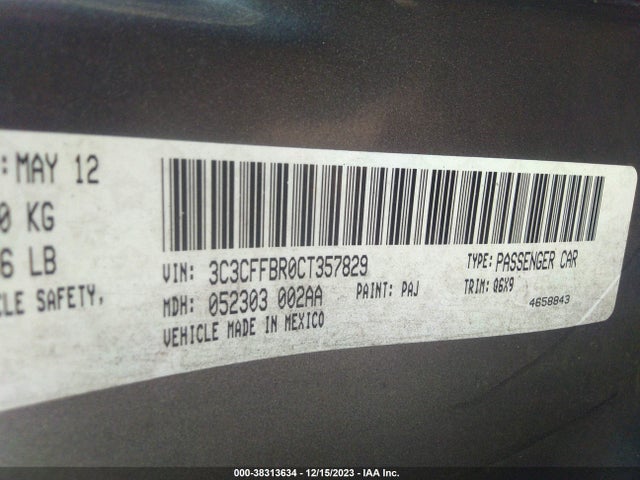 : MAY 12
0 KG
6 LB
CLE SAFETY,
VIN: 3C3CFFBR0CT357829
TYPE: PASSENGER CAR
MDH: 052303 002AA
PAINT: PAJ
TRIM: Q6X9
VEHICLE MADE IN MEXICO
4658843
000-38313634 - 12/15/2023 - IAA Inc.